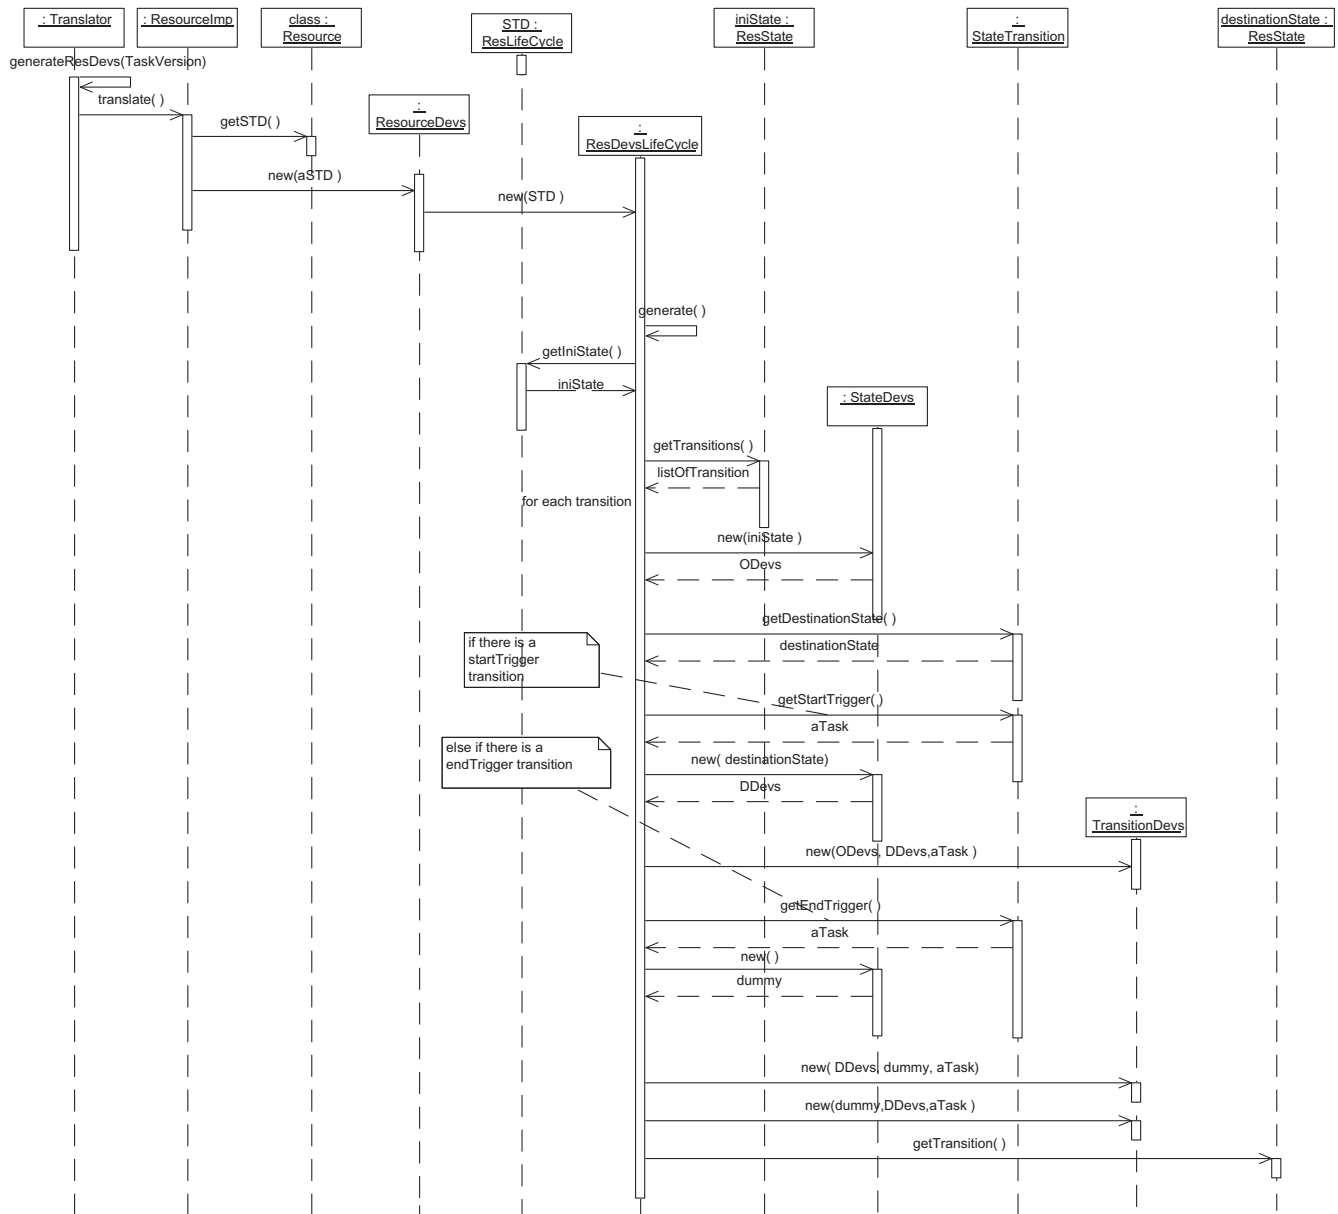 : Translator
: ResourceImp
class :
Resource
STD :
ResLifeCycle
iniState :
ResState
:
StateTransition
destinationState :
ResState
generateResDevs(TaskVersion)
translate( )
:
ResourceDevs
getSTD( )
:
ResDevsLifeCycle
new(aSTD )
new(STD )
generate( )
getIniState( )
iniState
: StateDevs
getTransitions( )
listOfTransition
for each transition
new(iniState )
ODevs
getDestinationState( )
destinationState
if there is a
startTrigger
transition
getStartTrigger( )
aTask
else if there is a
endTrigger transition
new( destinationState)
DDevs
:
TransitionDevs
new(ODevs, DDevs,aTask )
getEndTrigger( )
aTask
new( )
dummy
new( DDevs, dummy, aTask)
new(dummy,DDevs,aTask )
getTransition( )